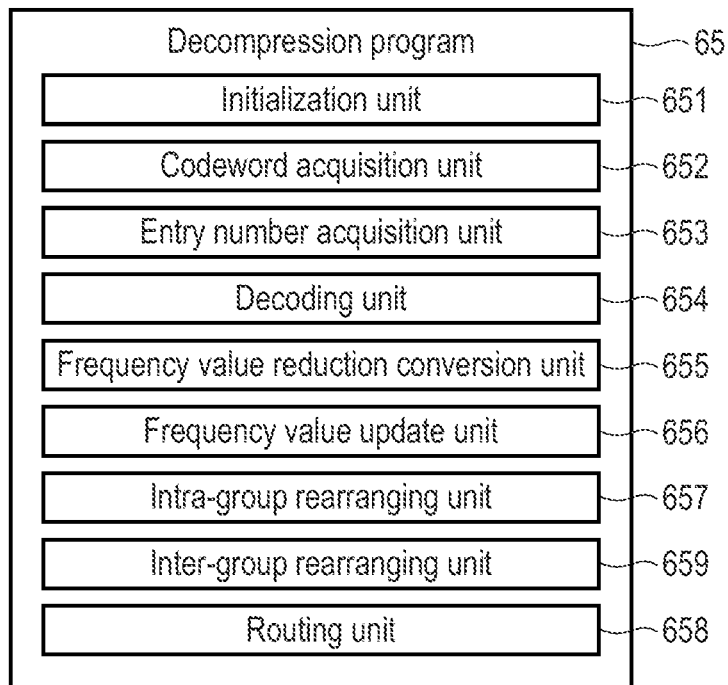 Decompression program 65
Initialization unit 651
Codeword acquisition unit 652
Entry number acquisition unit 653
Decoding unit 654
Frequency value reduction conversion unit 655
Frequency value update unit 656
Intra-group rearranging unit 657
Inter-group rearranging unit 659
Routing unit 658